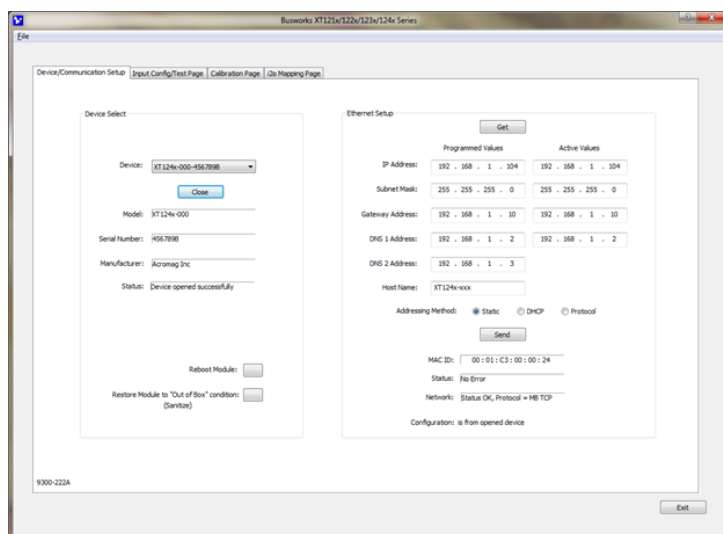 Busworks XT121x/122x/123x/124x Series
File
Device/Communication Setup Input Config/Test Page Calibration Page i2o Mapping Page
Device Select
Device: XT124x-000-456789B
Close
Model: XT124x-000
Serial Number: 456789B
Manufacturer: Acromag Inc
Status: Device opened successfully
Reboot Module:
Restore Module to "Out of Box" condition:
(Sanitize)
Ethernet Setup
Get
Programmed Values Active Values
IP Address: 192 . 168 . 1 . 104 192 . 168 . 1 . 104
Subnet Mask: 255 . 255 . 255 . 0 255 . 255 . 255 . 0
Gateway Address: 192 . 168 . 1 . 10 192 . 168 . 1 . 10
DNS 1 Address: 192 . 168 . 1 . 2 192 . 168 . 1 . 2
DNS 2 Address: 192 . 168 . 1 . 3
Host Name: XT124x-xxx
Addressing Method: Static DHCP Protocol
Send
MAC ID: 00 : 01 : C3 : 00 : 00 : 24
Status: No Error
Network: Status OK, Protocol = MB TCP
Configuration: is from opened device
9300-222A
Exit